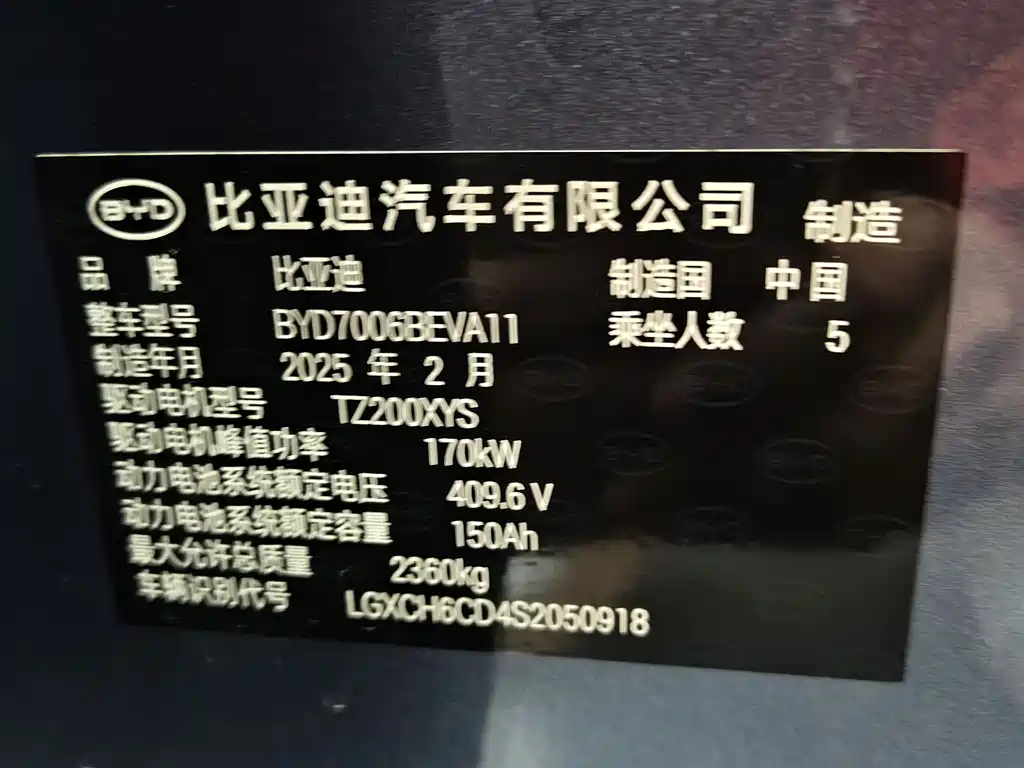 BYD 比亚迪汽车有限公司 制造
品 牌 比亚迪 制造国 中国
整车型号 BYD7006BEVA11 乘坐人数 5
制造年月 2025 年 2 月
驱动电机型号 TZ200XYS
驱动电机峰值功率 170kW
动力电池系统额定电压 409.6 V
动力电池系统额定容量 150Ah
最大允许总质量 2360kg
车辆识别代号 LGXCH6CD4S2050918